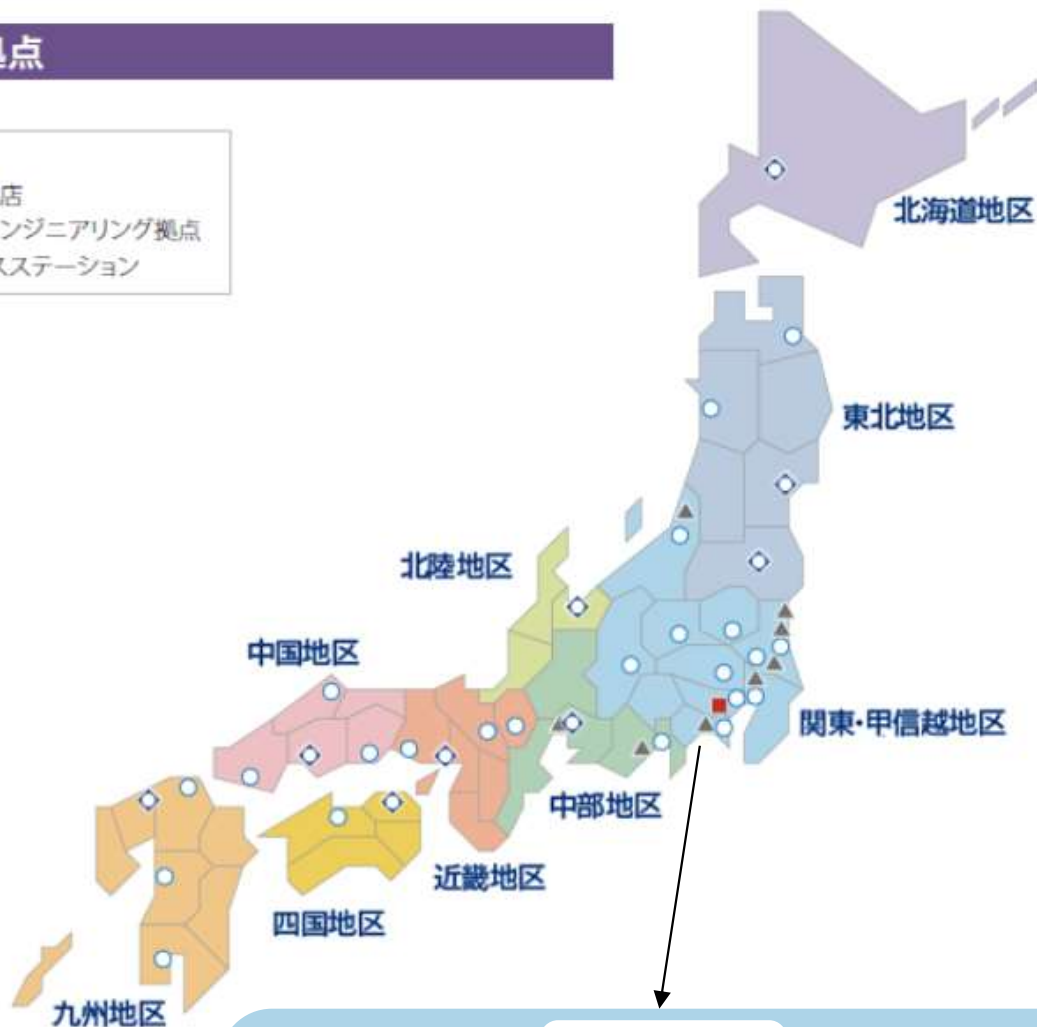 点
店
ンジニアリング拠点
スステーション
北海道地区
東北地区
北陸地区
中国地区
関東・甲信越地区
中部地区
近畿地区
四国地区
九州地区